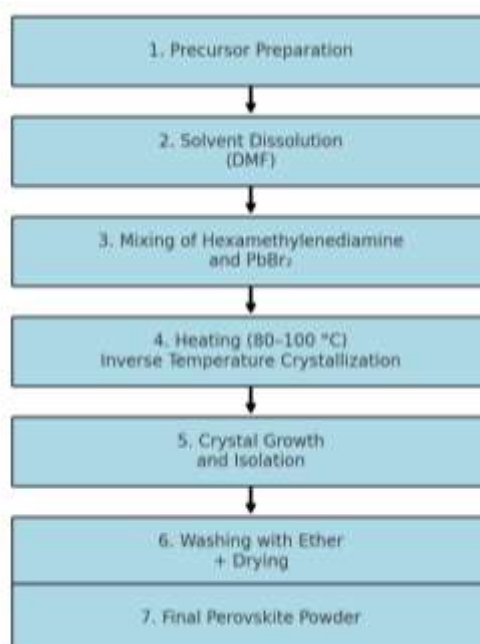 1. Precursor Preparation
2. Solvent Dissolution
(DMF)
3. Mixing of Hexamethylenediamine
and PbBr₂
4. Heating (80–100 °C)
Inverse Temperature Crystallization
5. Crystal Growth
and Isolation
6. Washing with Ether
+ Drying
7. Final Perovskite Powder